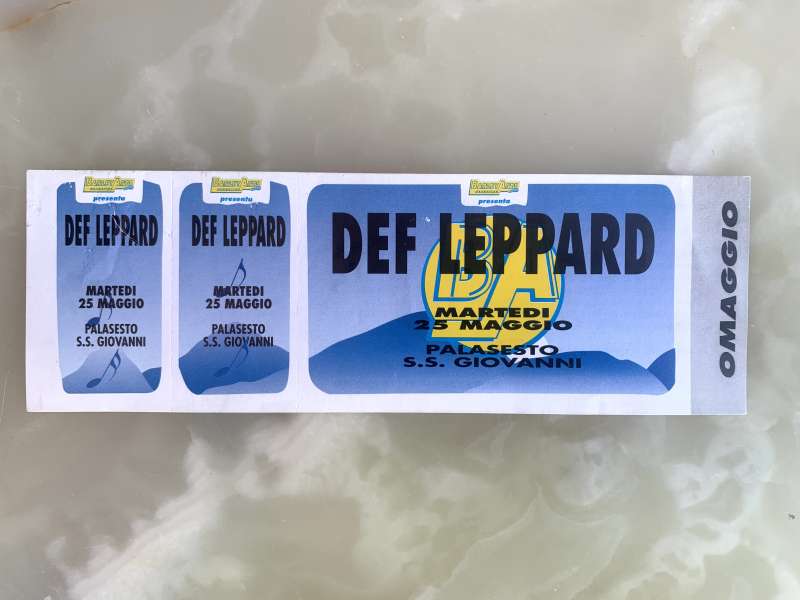 presenta
DEF LEPPARD
MARTEDI
25 MAGGIO
PALASESTO
S.S. GIOVANNI
presenta
DEF LEPPARD
MARTEDI
25 MAGGIO
PALASESTO
S.S. GIOVANNI
presenta
DEF LEPPARD
BA
MARTEDI
25 MAGGIO
PALASESTO
S.S. GIOVANNI
OMAGGIO